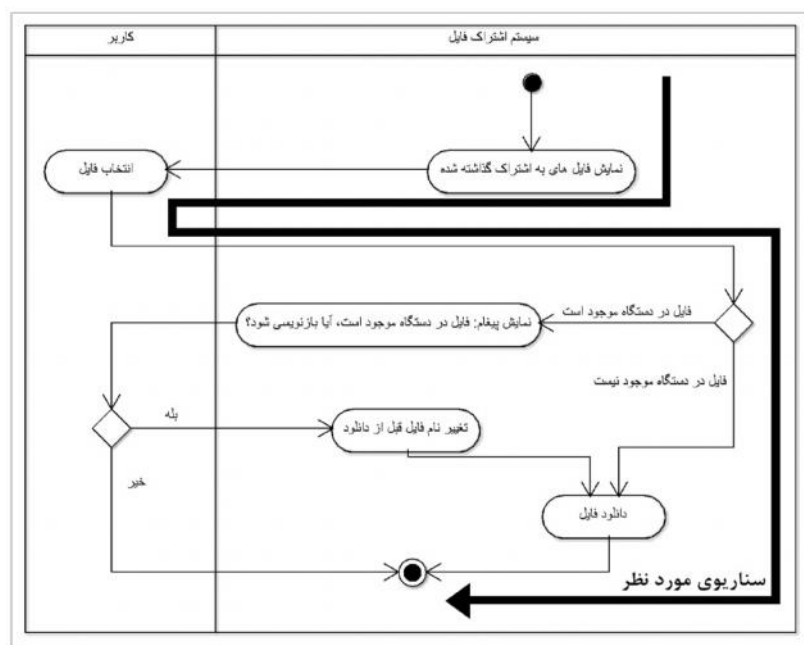 کاربر
سیستم اشتراک فایل
نمایش فایل های به اشتراک گذاشته شده
انتخاب فایل
فایل در دستگاه موجود است
نمایش پیغام: فایل در دستگاه موجود است، آیا بازنویسی شود؟
فایل در دستگاه موجود نیست
بله
تغییر نام فایل قبل از دانلود
خیر
دانلود فایل
سناریوی مورد نظر